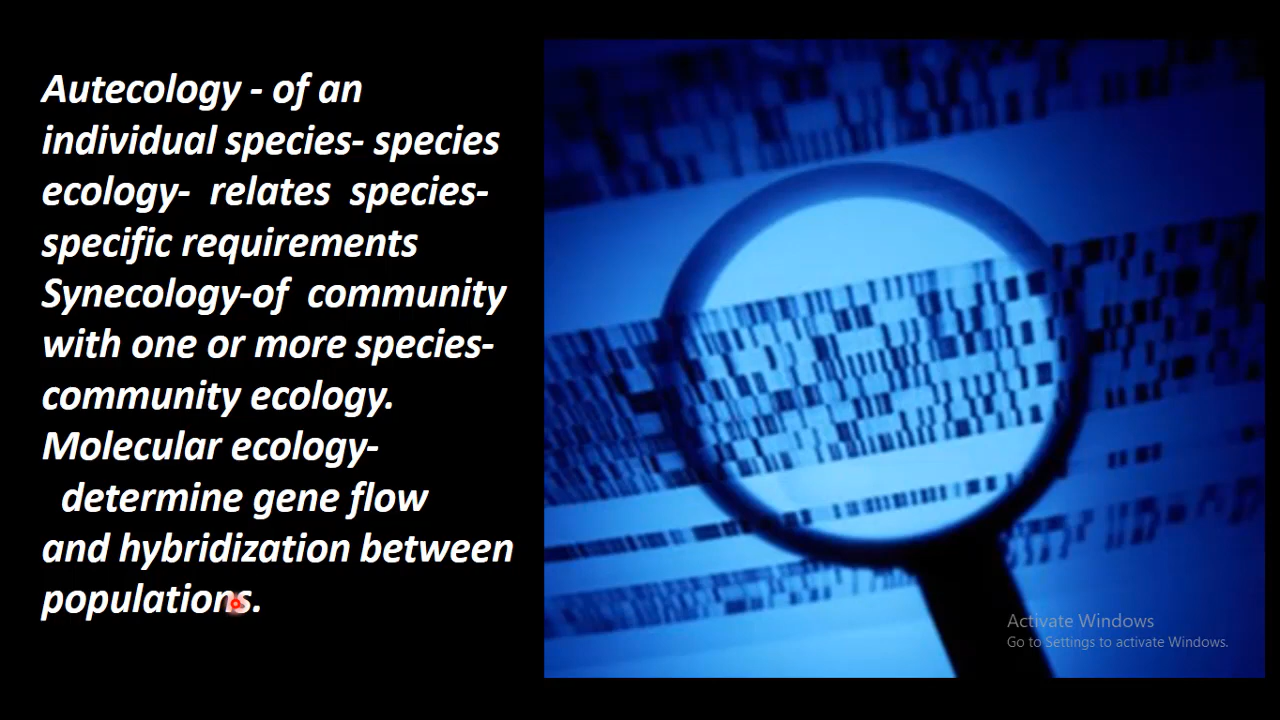 Autecology - of an
individual species- species
ecology- relates species-
specific requirements
Synecology-of community
with one or more species-
community ecology.
Molecular ecology-
determine gene flow
and hybridization between
populations.
Activate Windows
Go to Settings to activate Windows.